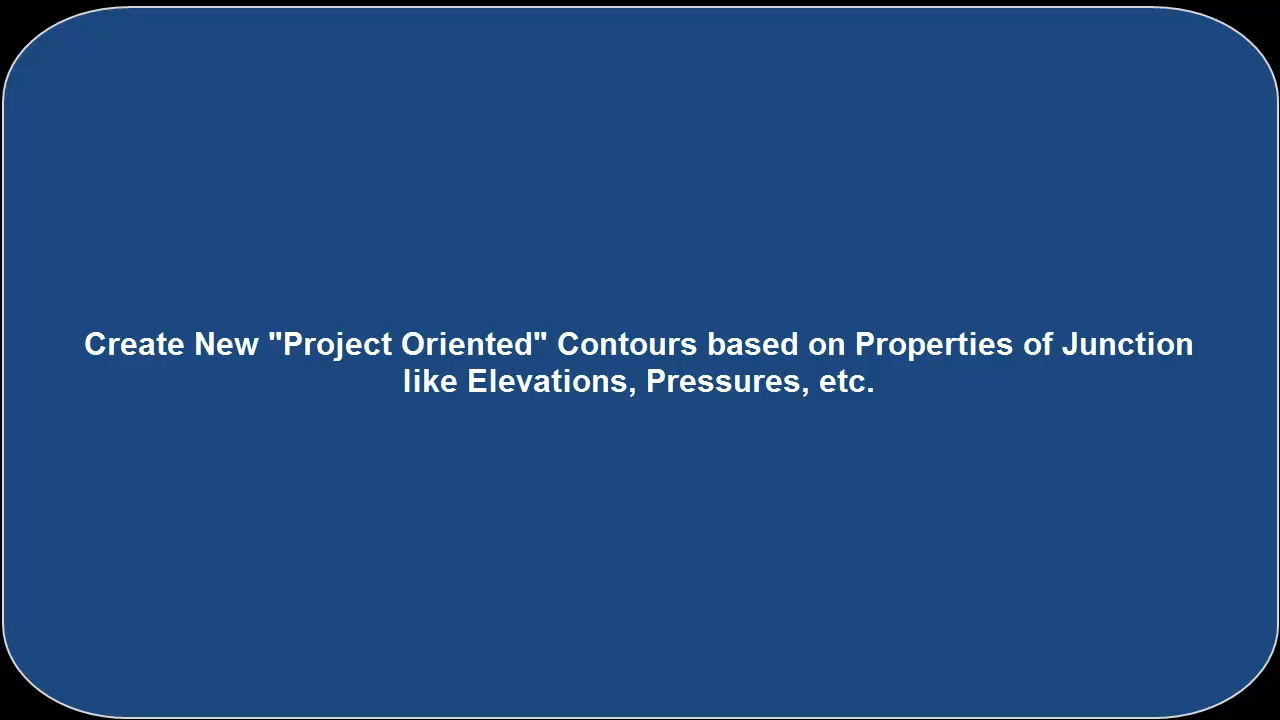 Create New "Project Oriented" Contours based on Properties of Junction
like Elevations, Pressures, etc.